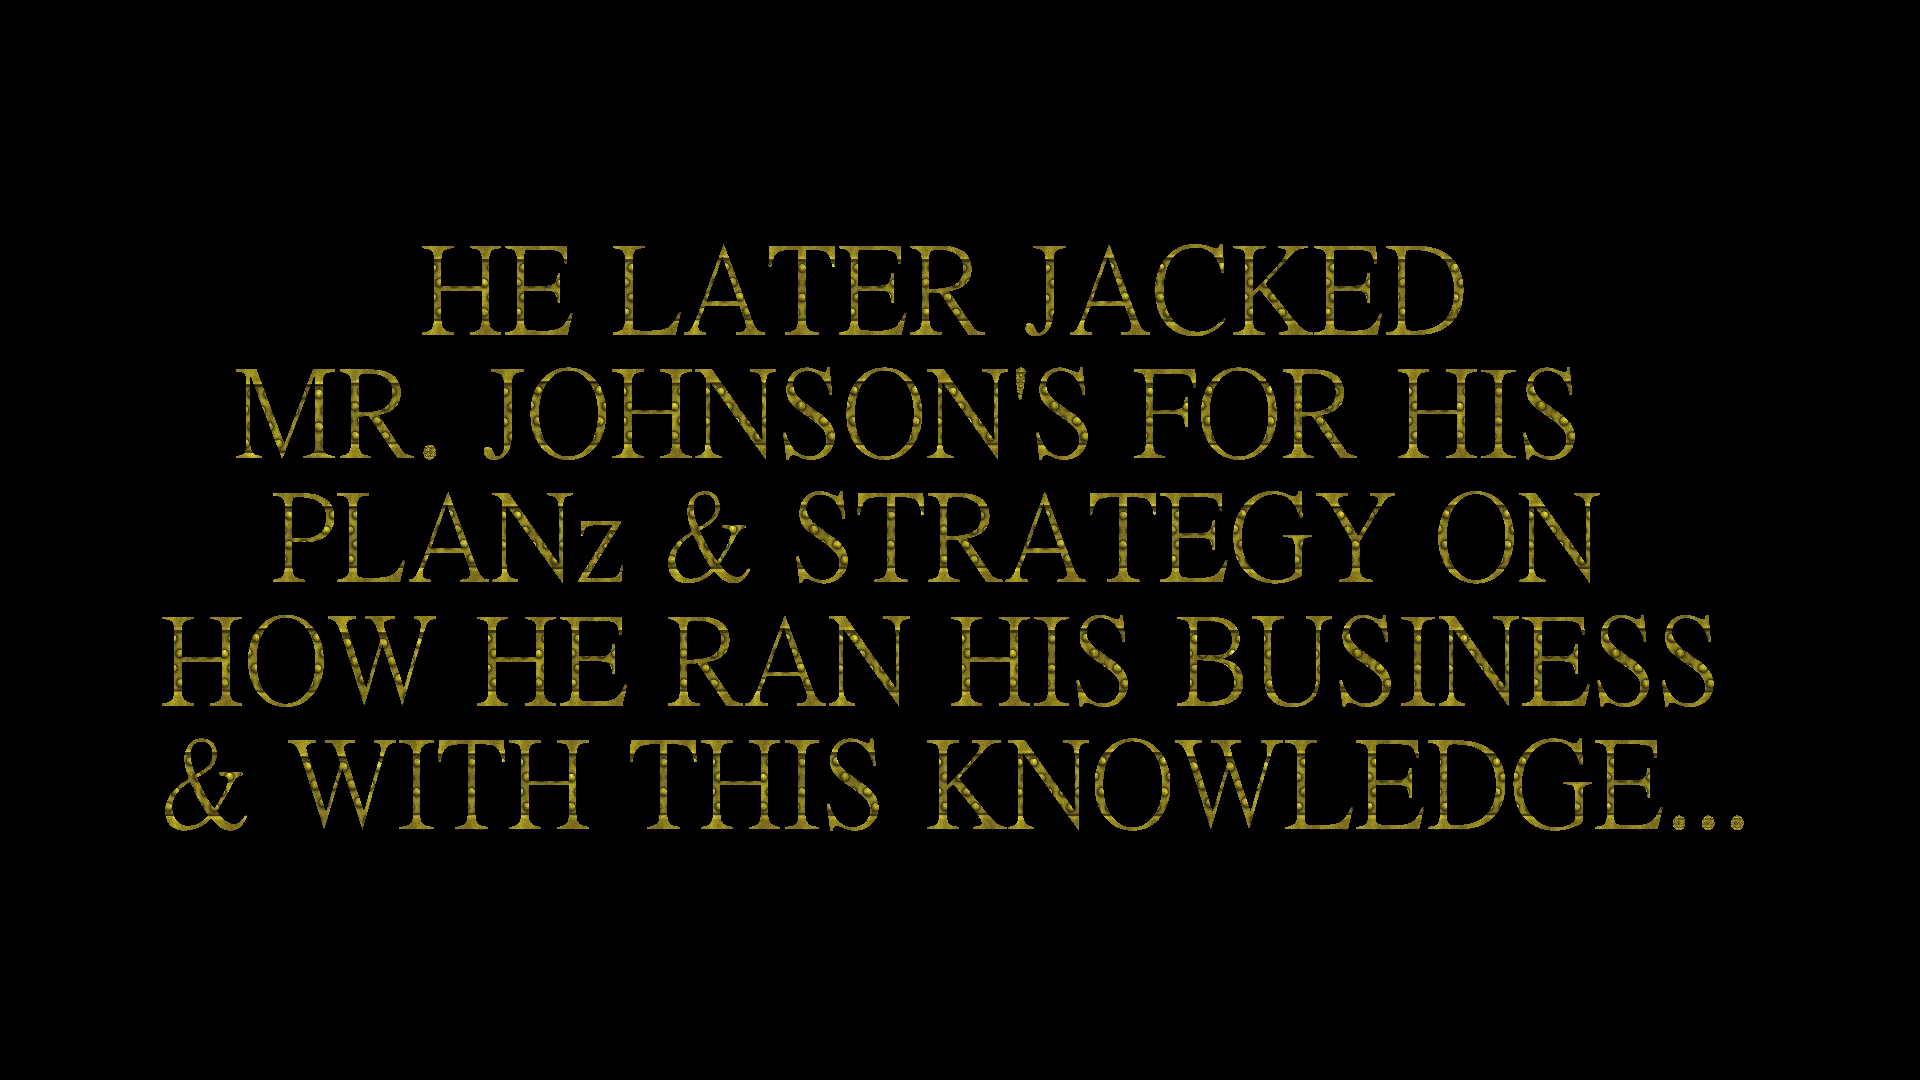 HE LATER JACKED
MR. JOHNSON'S FOR HIS
PLANz & STRATEGY ON
HOW HE RAN HIS BUSINESS
& WITH THIS KNOWLEDGE...